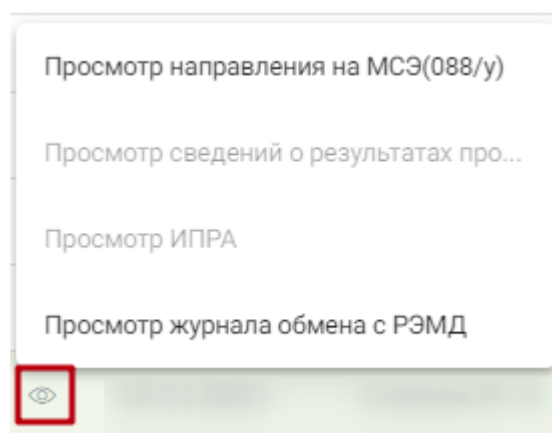 Просмотр направления на МСЭ(088/у)
Просмотр сведений о результатах про...
Просмотр ИПРА
Просмотр журнала обмена с РЭМД